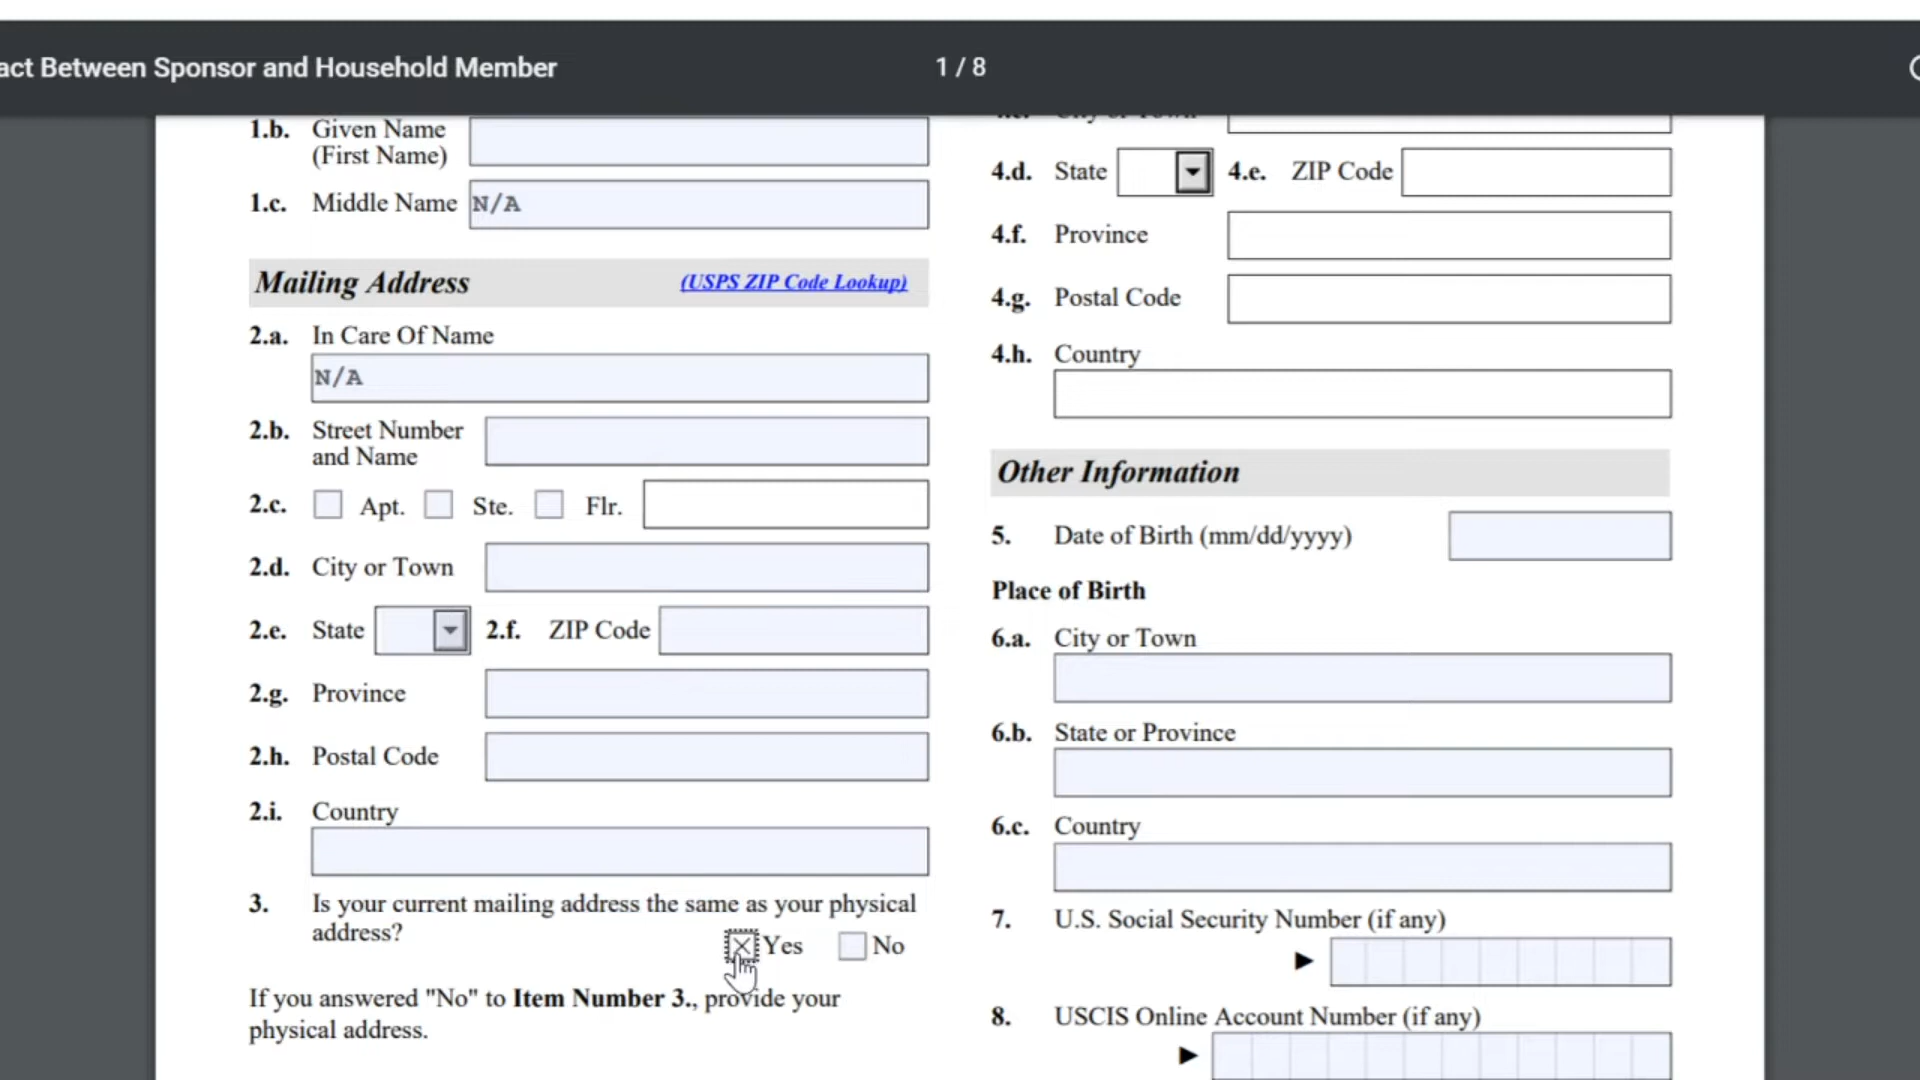 act Between Sponsor and Household Member
1 / 8
1.b. Given Name
(First Name)
1.c. Middle Name N/A
Mailing Address (USPS ZIP Code Lookup)
2.a. In Care Of Name
N/A
2.b. Street Number
and Name
2.c. Apt. Ste. Flr.
2.d. City or Town
2.e. State 2.f. ZIP Code
2.g. Province
2.h. Postal Code
2.i. Country
3. Is your current mailing address the same as your physical
address?
Yes No
If you answered "No" to Item Number 3., provide your
physical address.
City or Town
4.d. State 4.e. ZIP Code
4.f. Province
4.g. Postal Code
4.h. Country
Other Information
5. Date of Birth (mm/dd/yyyy)
Place of Birth
6.a. City or Town
6.b. State or Province
6.c. Country
7. U.S. Social Security Number (if any)
8. USCIS Online Account Number (if any)